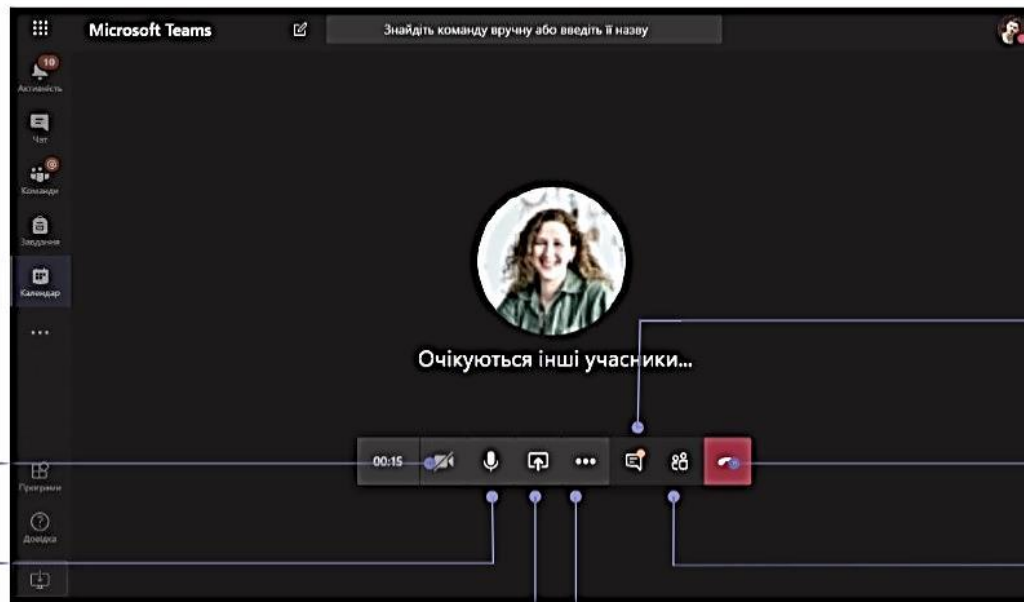 Microsoft Teams
Знайдіть команду вручну або введіть її назву
10
Активність
Чат
Команди
Завдання
Календар
Очікуються інші учасники...
00:15
Програми
Довідка